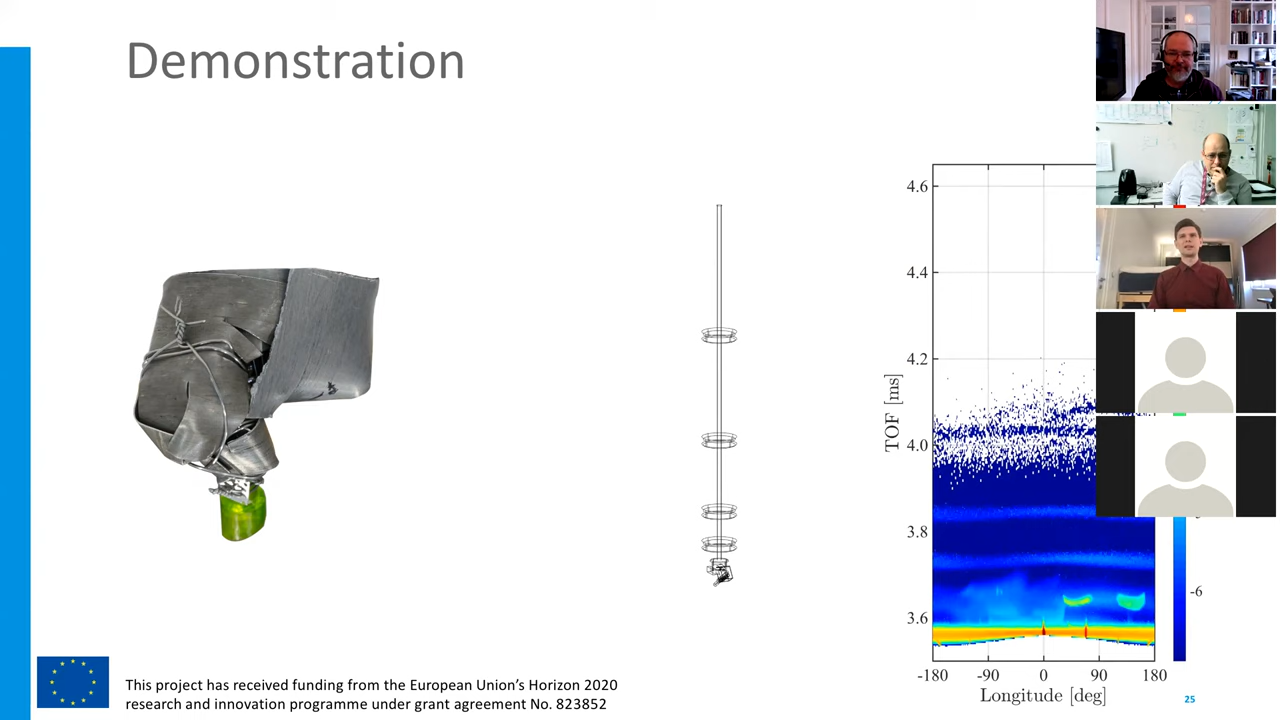 Demonstration
4.6
4.4
4.2
4.0
3.8
3.6
TOF [ms]
-180
-90
0
90
180
Longitude [deg]
-6
This project has received funding from the European Union's Horizon 2020
research and innovation programme under grant agreement No. 823852
25